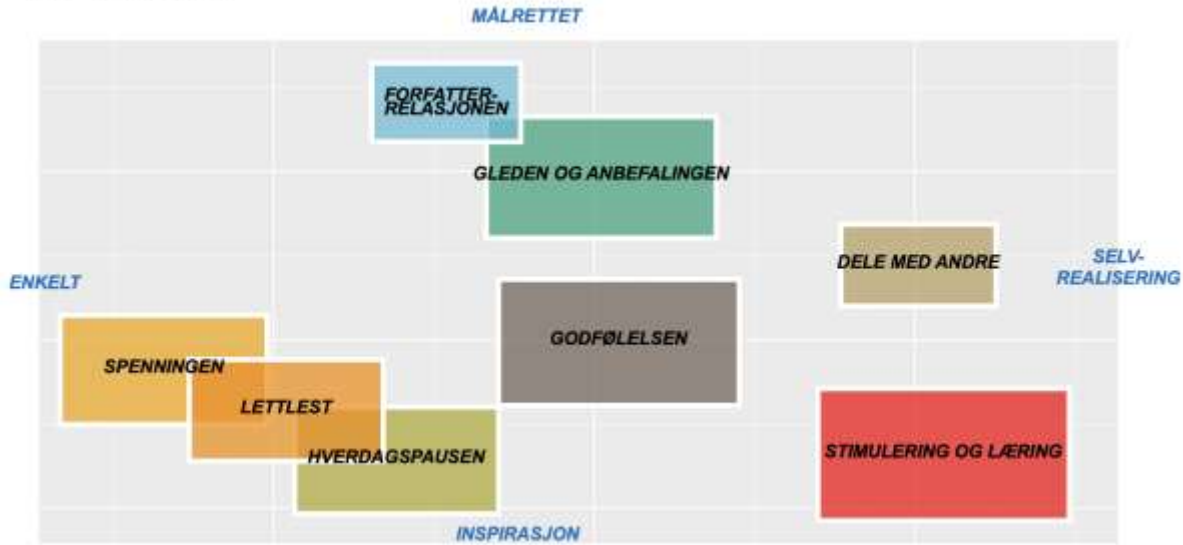 MÅLRETTET
FORFATTER-
RELASJONEN
GLEDEN OG ANBEFALINGEN
DELE MED ANDRE
SELV-
REALISERING
ENKELT
GODFØLELSEN
SPENNINGEN
LETTLEST
HVERDAGSPAUSEN
STIMULERING OG LÆRING
INSPIRASJON